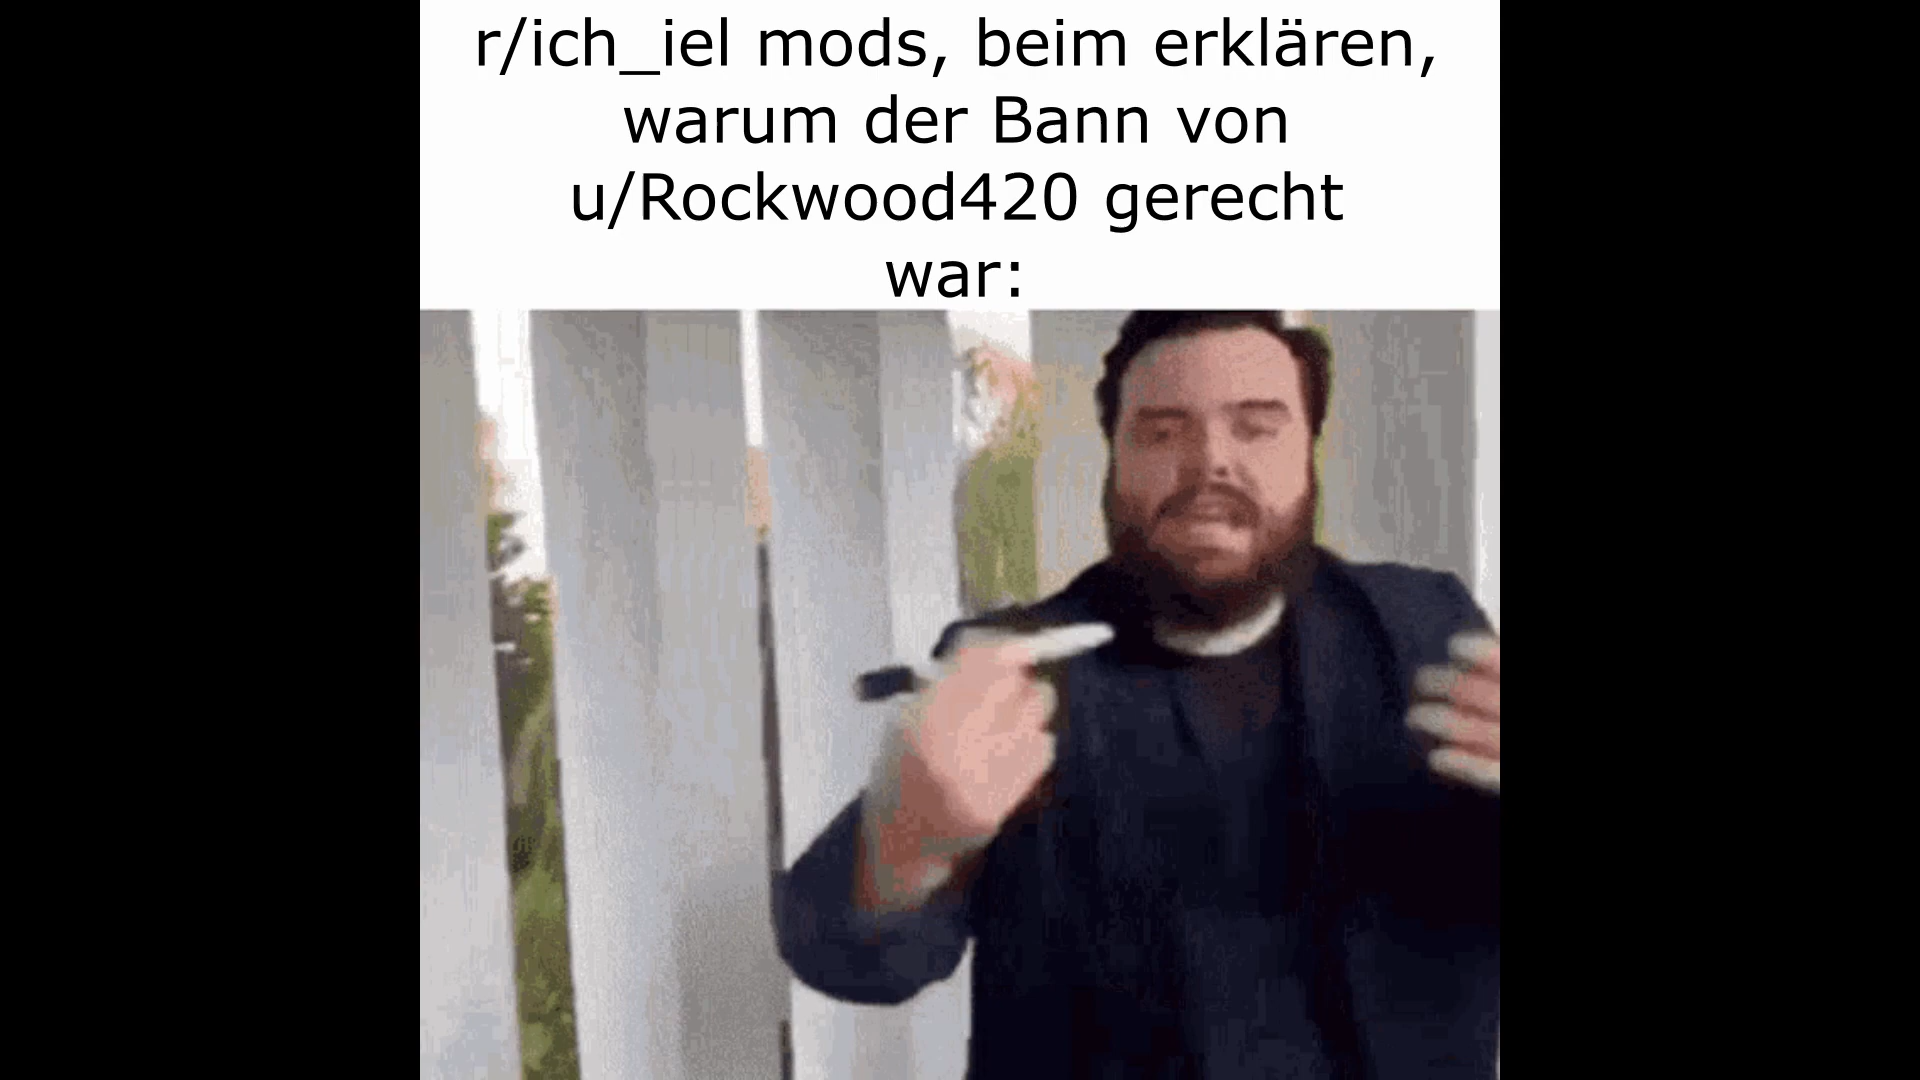 r/ich_iel mods, beim erklären,
warum der Bann von
u/Rockwood420 gerecht
war: